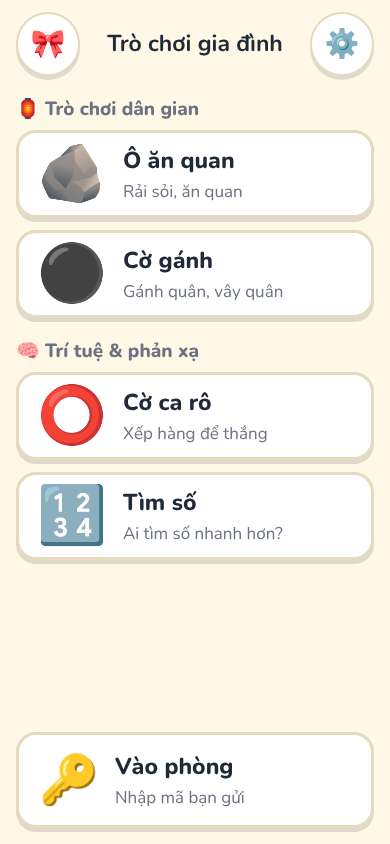 Trò chơi gia đình
Trò chơi dân gian
Ô ăn quan
Rải sỏi, ăn quan
Cờ gánh
Gánh quân, vây quân
Trí tuệ & phản xạ
Cờ ca rô
Xếp hàng để thắng
1 2
3 4
Tìm số
Ai tìm số nhanh hơn?
Vào phòng
Nhập mã bạn gửi